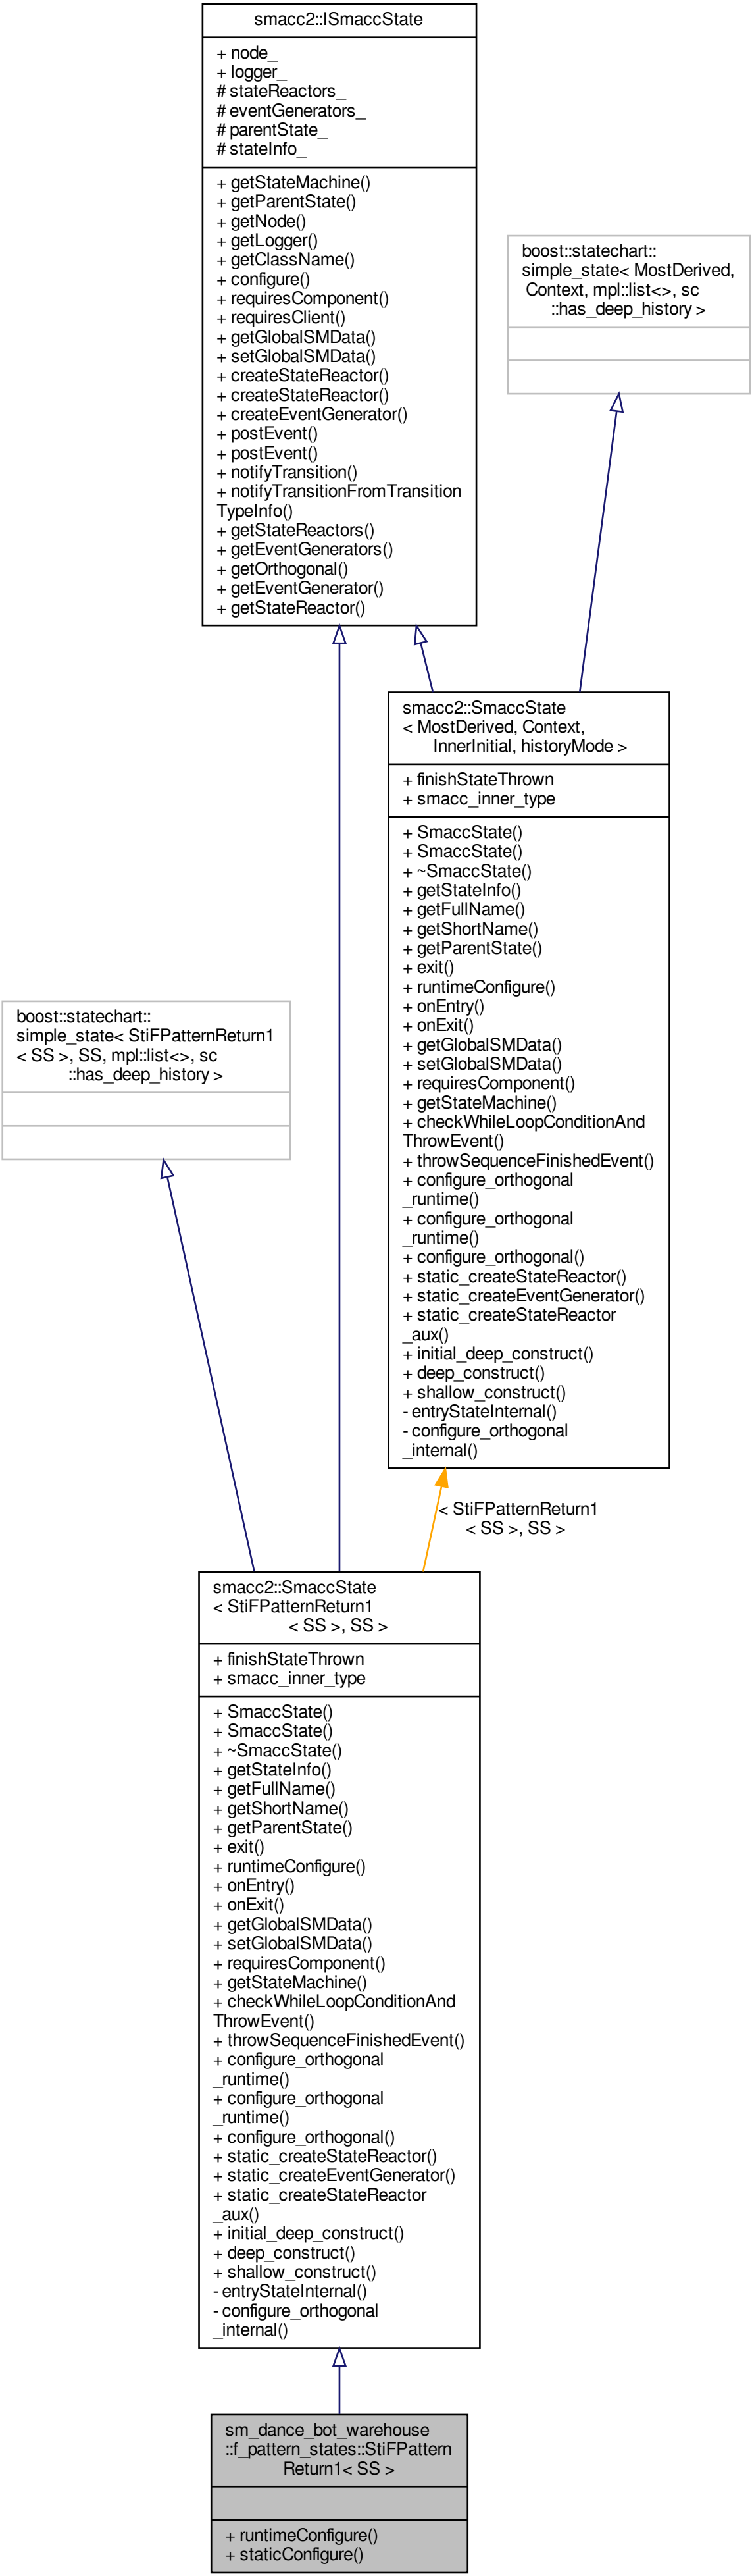 smacc2::ISmaccState
+ node_
+ logger_
# stateReactors_
# eventGenerators_
# parentState_
# stateInfo_
+ getStateMachine()
+ getParentState()
+ getNode()
+ getLogger()
+ getClassName()
+ configure()
+ requiresComponent()
+ requiresClient()
+ getGlobalSMData()
+ setGlobalSMData()
+ createStateReactor()
+ createStateReactor()
+ createEventGenerator()
+ postEvent()
+ postEvent()
+ notifyTransition()
+ notifyTransitionFromTransition
TypeInfo()
+ getStateReactors()
+ getEventGenerators()
+ getOrthogonal()
+ getEventGenerator()
+ getStateReactor()
boost::statechart::
simple_state< MostDerived,
Context, mpl::list<>, sc
::has_deep_history >
smacc2::SmaccState
< MostDerived, Context,
InnerInitial, historyMode >
+ finishStateThrown
+ smacc_inner_type
+ SmaccState()
+ SmaccState()
+ ~SmaccState()
+ getStateInfo()
+ getFullName()
+ getShortName()
+ getParentState()
+ exit()
+ runtimeConfigure()
+ onEntry()
+ onExit()
+ getGlobalSMData()
+ setGlobalSMData()
+ requiresComponent()
+ getStateMachine()
+ checkWhileLoopConditionAnd
ThrowEvent()
+ throwSequenceFinishedEvent()
+ configure_orthogonal
_runtime()
+ configure_orthogonal
_runtime()
+ configure_orthogonal()
+ static_createStateReactor()
+ static_createEventGenerator()
+ static_createStateReactor
_aux()
+ initial_deep_construct()
+ deep_construct()
+ shallow_construct()
- entryStateInternal()
- configure_orthogonal
_internal()
boost::statechart::
simple_state< StiFPatternReturn1
< SS >, SS, mpl::list<>, sc
::has_deep_history >
< StiFPatternReturn1
< SS >, SS >
smacc2::SmaccState
< StiFPatternReturn1
< SS >, SS >
+ finishStateThrown
+ smacc_inner_type
+ SmaccState()
+ SmaccState()
+ ~SmaccState()
+ getStateInfo()
+ getFullName()
+ getShortName()
+ getParentState()
+ exit()
+ runtimeConfigure()
+ onEntry()
+ onExit()
+ getGlobalSMData()
+ setGlobalSMData()
+ requiresComponent()
+ getStateMachine()
+ checkWhileLoopConditionAnd
ThrowEvent()
+ throwSequenceFinishedEvent()
+ configure_orthogonal
_runtime()
+ configure_orthogonal
_runtime()
+ configure_orthogonal()
+ static_createStateReactor()
+ static_createEventGenerator()
+ static_createStateReactor
_aux()
+ initial_deep_construct()
+ deep_construct()
+ shallow_construct()
- entryStateInternal()
- configure_orthogonal
_internal()
sm_dance_bot_warehouse
::f_pattern_states::StiFPattern
Return1< SS >
+ runtimeConfigure()
+ staticConfigure()